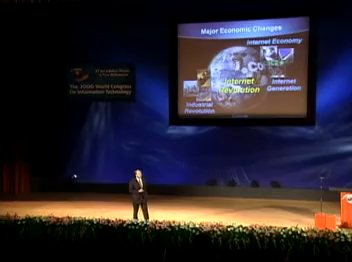 Major Economic Changes
Internet Economy
Internet
Revolution
Internet
Generation
Industrial
Revolution
The 2000 World Congress
On Information Technology